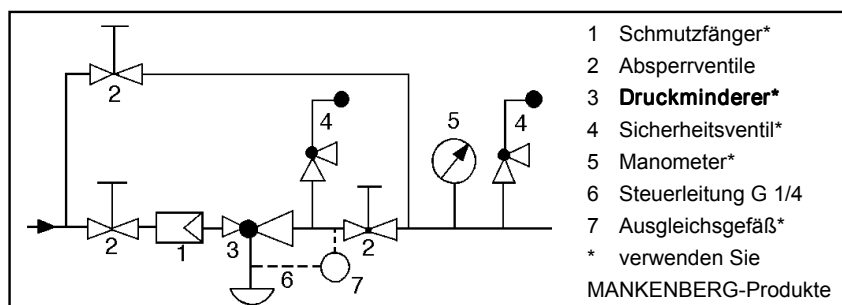 2
4
5
4
2
1
3
2
6
7
1 Schmutzfänger*
2 Absperrventile
3 Druckminderer*
4 Sicherheitsventil*
5 Manometer*
6 Steuerleitung G 1/4
7 Ausgleichsgefäß*
* verwenden Sie
MANKENBERG-Produkte